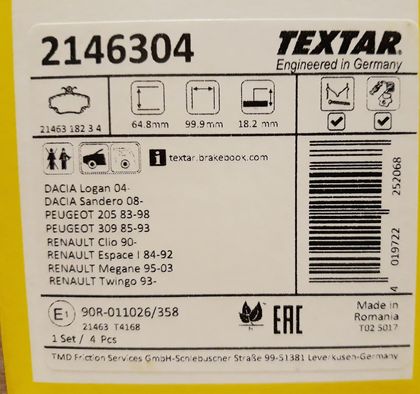 2146304
TEXTAR®
Engineered in Germany
21463 182 3 4
64.8mm
99.9mm
18.2 mm
i textar.brakebook.com
DACIA Logan 04-
DACIA Sandero 08-
PEUGEOT 205 83-98
PEUGEOT 309 85-93
RENAULT Clio 90-
RENAULT Espace I 84-92
RENAULT Megane 95-03
RENAULT Twingo 93-
4 019722 252068
E1 90R-011026/358
21463 T4168
1 Set / 4 Pcs
EAC
Made in
Romania
T02 5017
TMD Friction Services GmbH-Schlebuscher Straße 99-51381 Leverkusen-Germany